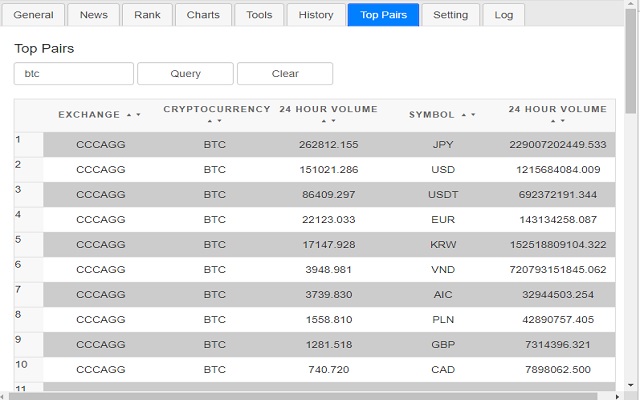 General News Rank Charts Tools History Top Pairs Setting Log
Top Pairs
btc Query Clear
EXCHANGE CRYPTOCURRENCY 24 HOUR VOLUME SYMBOL 24 HOUR VOLUME
1 CCCAGG BTC 262812.155 JPY 229007202449.533
2 CCCAGG BTC 151021.286 USD 1215684084.009
3 CCCAGG BTC 86409.297 USDT 692372191.344
4 CCCAGG BTC 22123.033 EUR 143134258.087
5 CCCAGG BTC 17147.928 KRW 152518809104.322
6 CCCAGG BTC 3948.981 VND 720793151845.062
7 CCCAGG BTC 3739.830 AIC 32944503.254
8 CCCAGG BTC 1558.810 PLN 42890757.405
9 CCCAGG BTC 1281.518 GBP 7314396.321
10 CCCAGG BTC 740.720 CAD 7898062.500
11